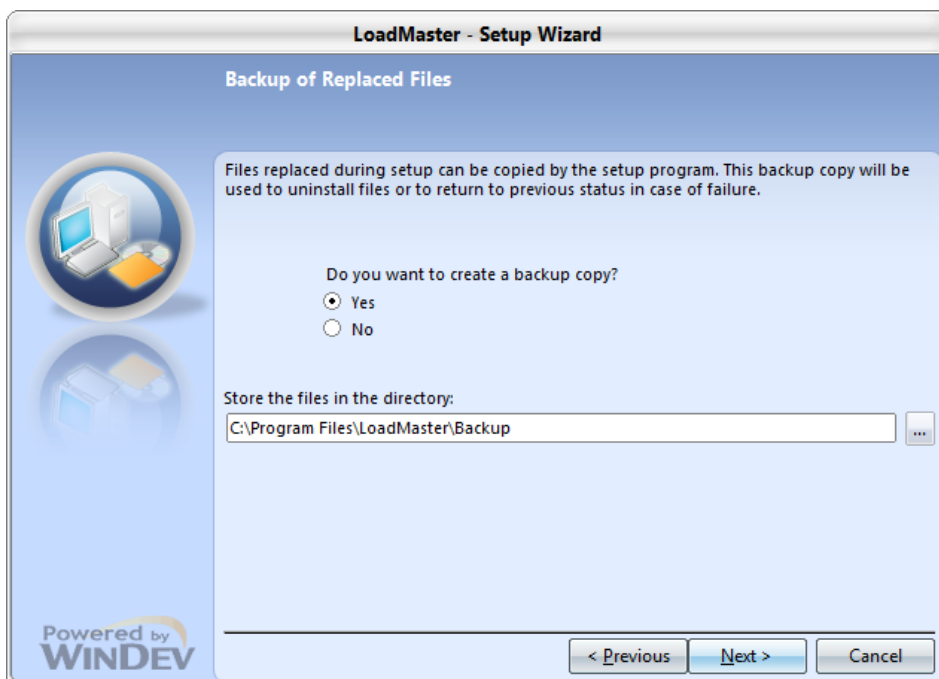 LoadMaster - Setup Wizard
Backup of Replaced Files
Files replaced during setup can be copied by the setup program. This backup copy will be
used to uninstall files or to return to previous status in case of failure.
Do you want to create a backup copy?
Yes
No
Store the files in the directory:
C:\Program Files\LoadMaster\Backup
...
Powered by
WINDEV
< Previous
Next >
Cancel